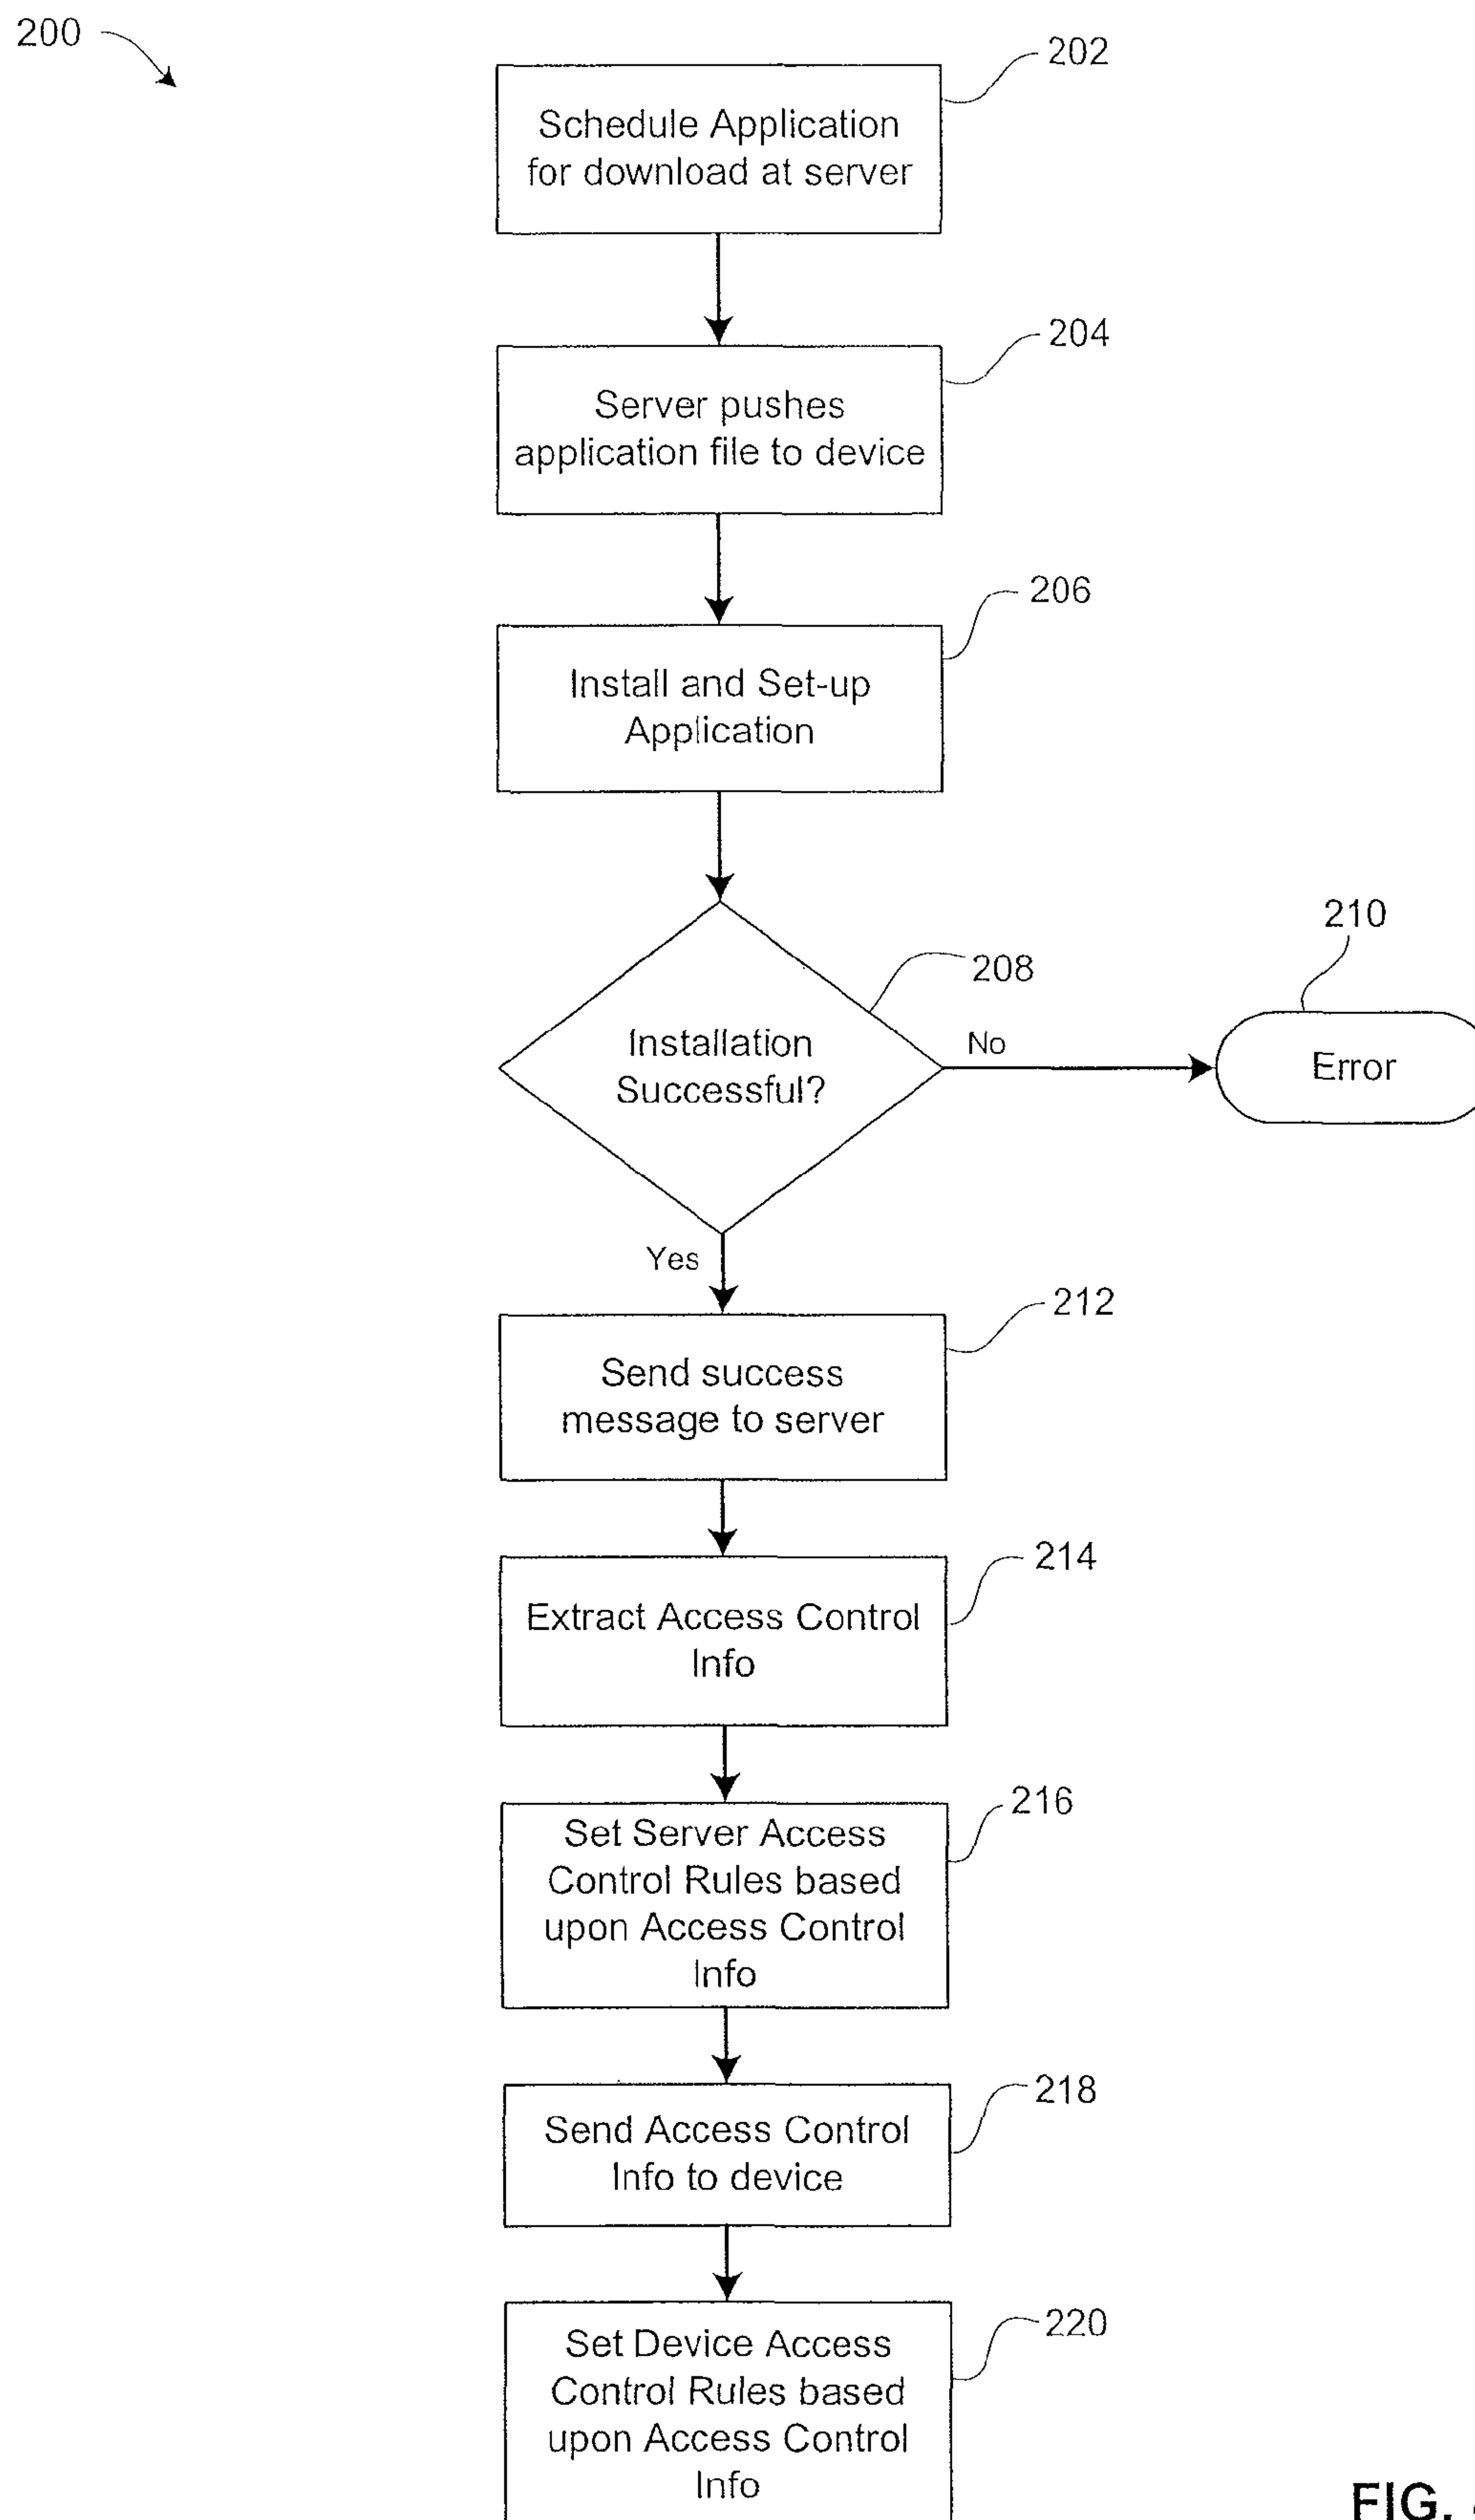 200
202
Schedule Application
for download at server
204
Server pushes
application file to device
206
Install and Set-up
Application
208
Installation
Successful?
No
210
Error
Yes
212
Send success
message to server
214
Extract Access Control
Info
216
Set Server Access
Control Rules based
upon Access Control
Info
218
Send Access Control
Info to device
220
Set Device Access
Control Rules based
upon Access Control
Info
FIG.